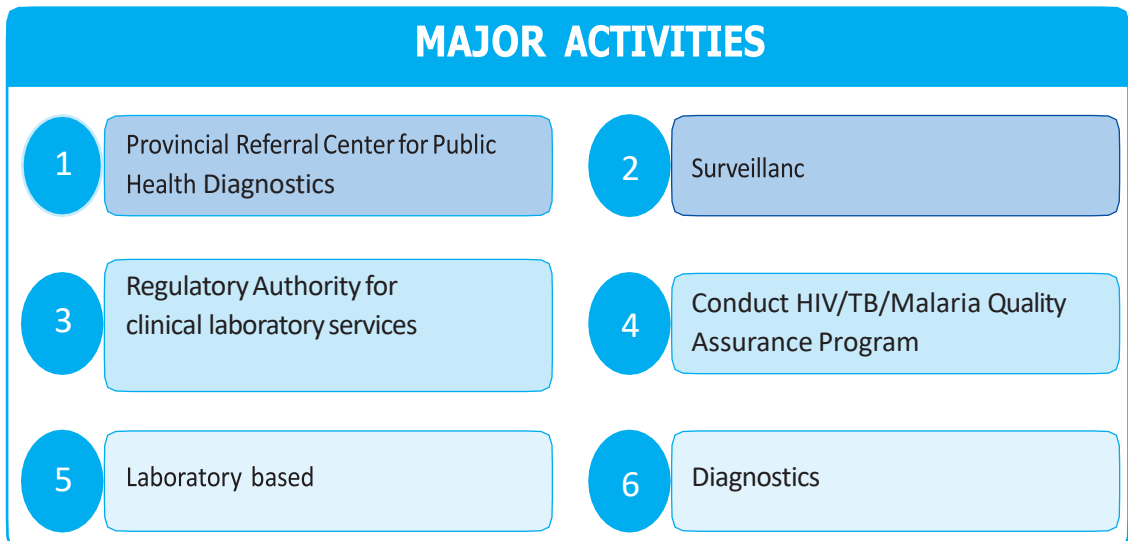 MAJOR ACTIVITIES
1
Provincial Referral Center for Public
Health Diagnostics
2
Surveillanc
3
Regulatory Authority for
clinical laboratory services
4
Conduct HIV/TB/Malaria Quality
Assurance Program
5
Laboratory based
6
Diagnostics